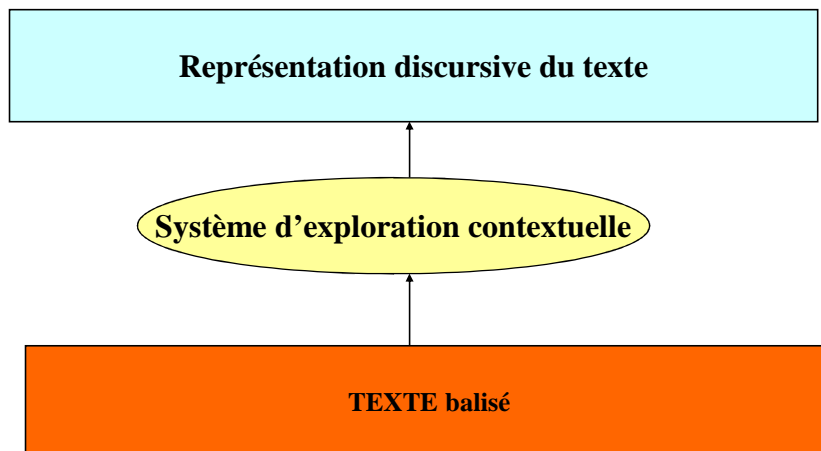 Représentation discursive du texte
Système d’exploration contextuelle
TEXTE balisé